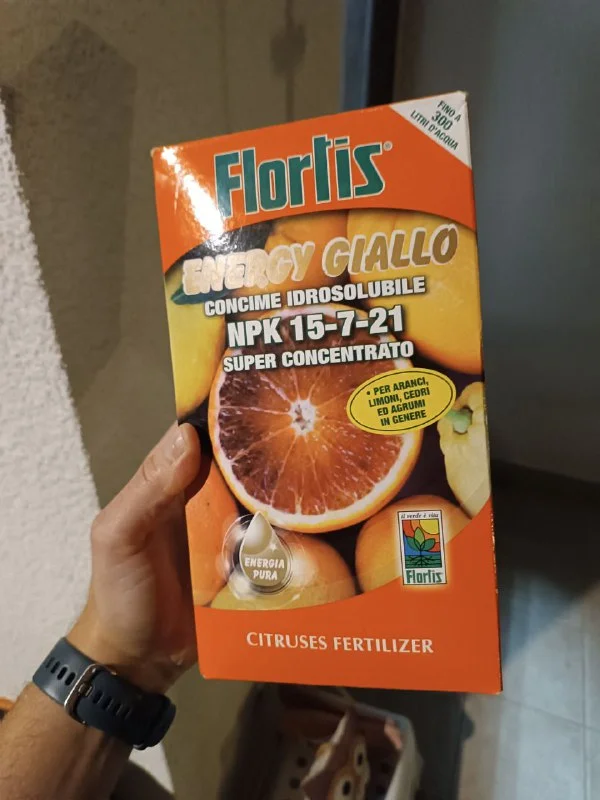 FINO A
300
LITRI D'ACQUA
Flortis®
ENERGY GIALLO
CONCIME IDROSOLUBILE
NPK 15-7-21
SUPER CONCENTRATO
• PER ARANCI,
LIMONI, CEDRI
ED AGRUMI
IN GENERE
ENERGIA
PURA
il verde è vita
Flortis
CITRUSES FERTILIZER